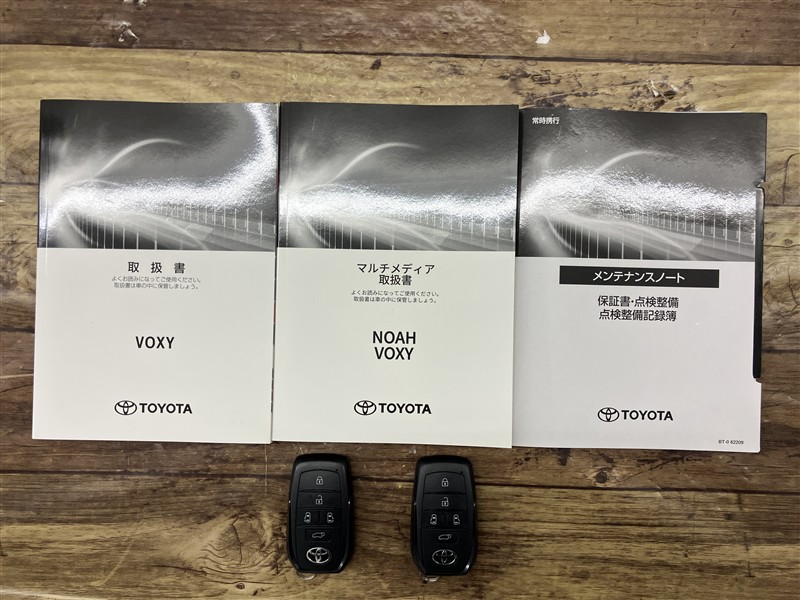 取扱書
よくお読みになってご使用ください。
取扱書は車の中に保管しましょう。
VOXY
TOYOTA
マルチメディア
取扱書
よくお読みになってご使用ください。
取扱書は車の中に保管しましょう。
NOAH
VOXY
TOYOTA
常時携行
メンテナンスノート
保証書・点検整備
点検整備記録簿
TOYOTA
BT-0 62209